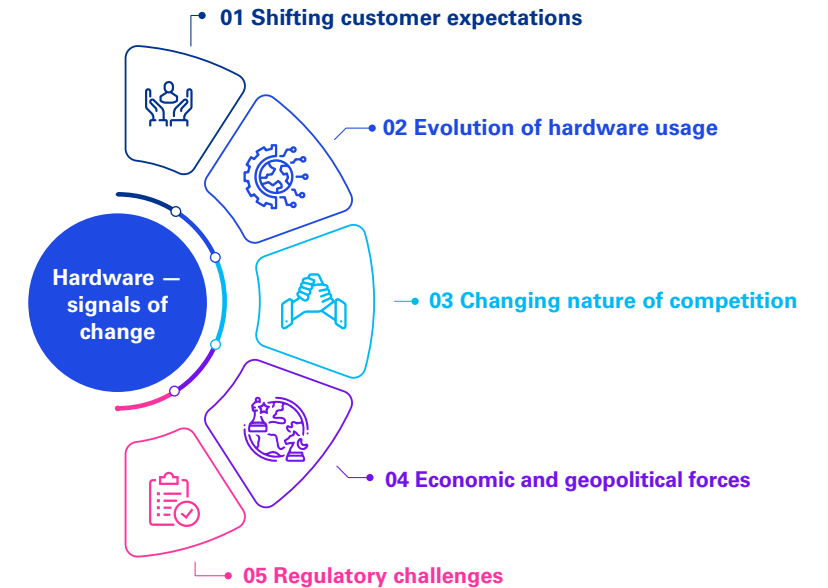 01 Shifting customer expectations
02 Evolution of hardware usage
Hardware —
signals of
change
03 Changing nature of competition
04 Economic and geopolitical forces
05 Regulatory challenges